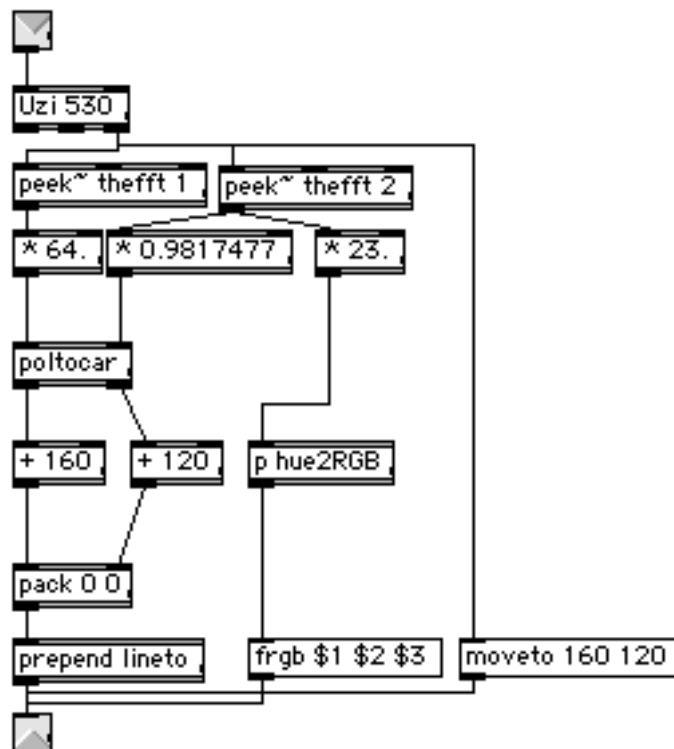 Uzi 530
peek~ thefft 1
peek~ thefft 2
* 64.
* 0.9817477
* 23.
poltocar
+ 160
+ 120
p hue2RGB
pack 0 0
prepend lineto
frgb $1 $2 $3
moveto 160 120